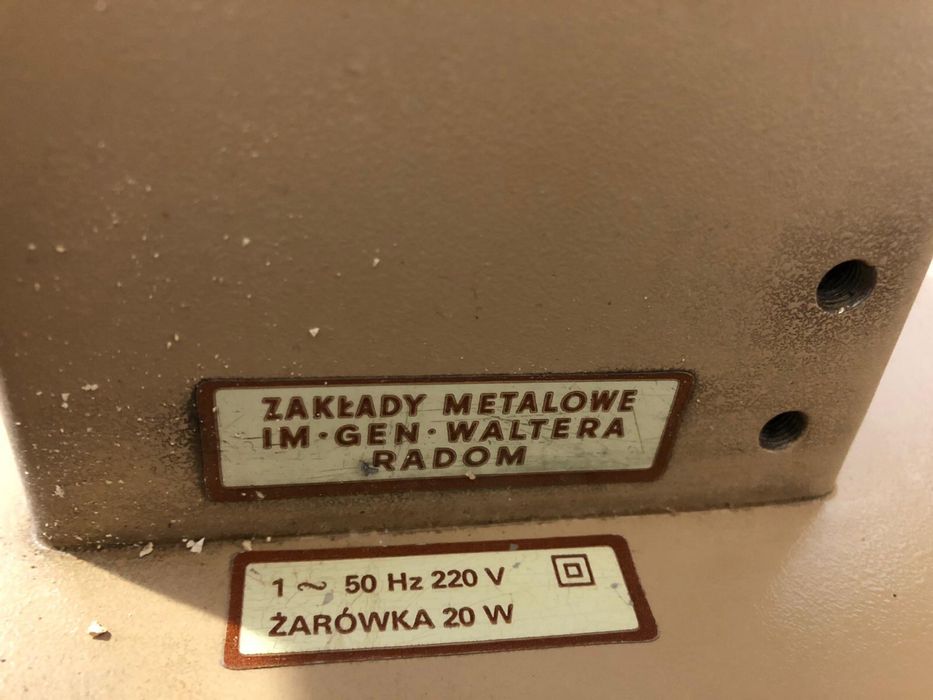 ZAKŁADY METALOWE
IM·GEN·WALTERA
RADOM
1 ~ 50 Hz 220 V
ŻARÓWKA 20 W